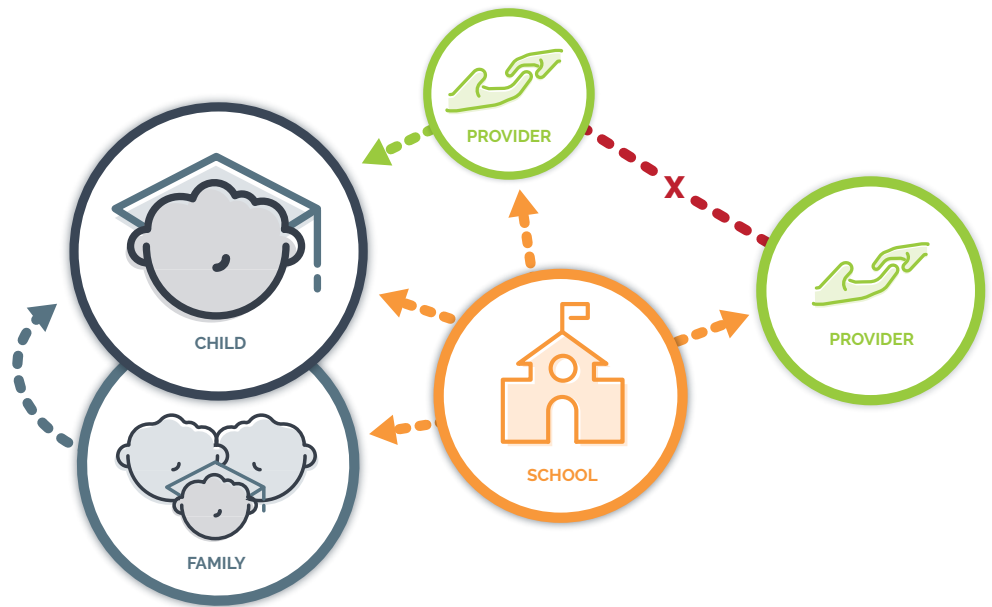 PROVIDER
X
PROVIDER
CHILD
SCHOOL
FAMILY